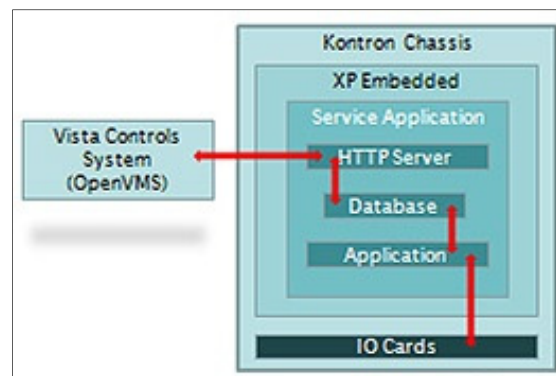 Kontron Chassis
XP Embedded
Service Application
Vista Controls
System
(OpenVMS)
HTTP Server
Database
Application
IO Cards